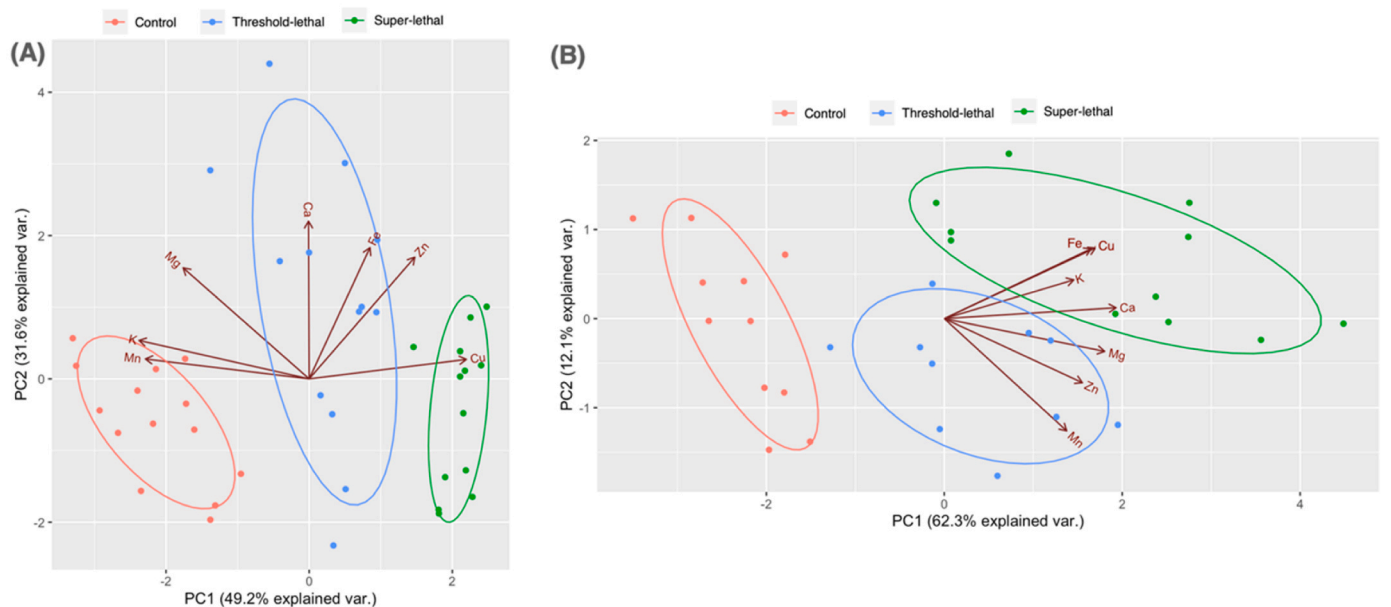 Control Threshold-lethal Super-lethal
(A)
4
2
0
-2
Ca
Fe
Zn
Mg
K
Mn
Cu
PC2 (31.6% explained var.)
-2 0 2
PC1 (49.2% explained var.)
(B)
Control Threshold-lethal Super-lethal
2
1
0
-1
Fe Cu
K
Ca
Mg
Zn
Mn
PC2 (12.1% explained var.)
-2 0 2 4
PC1 (62.3% explained var.)